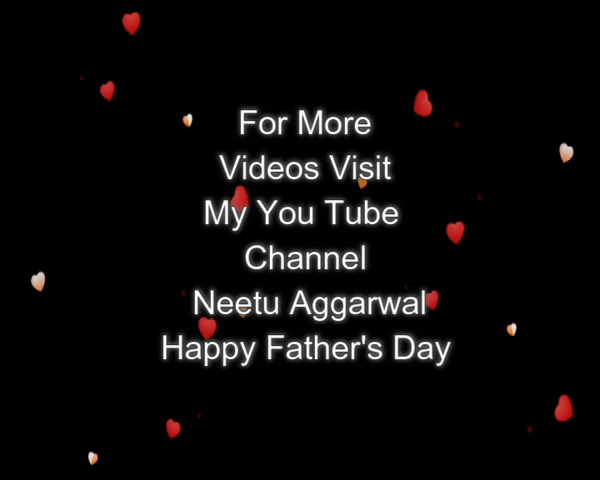 For More
Videos Visit
My You Tube
Channel
Neetu Aggarwal
Happy Father's Day